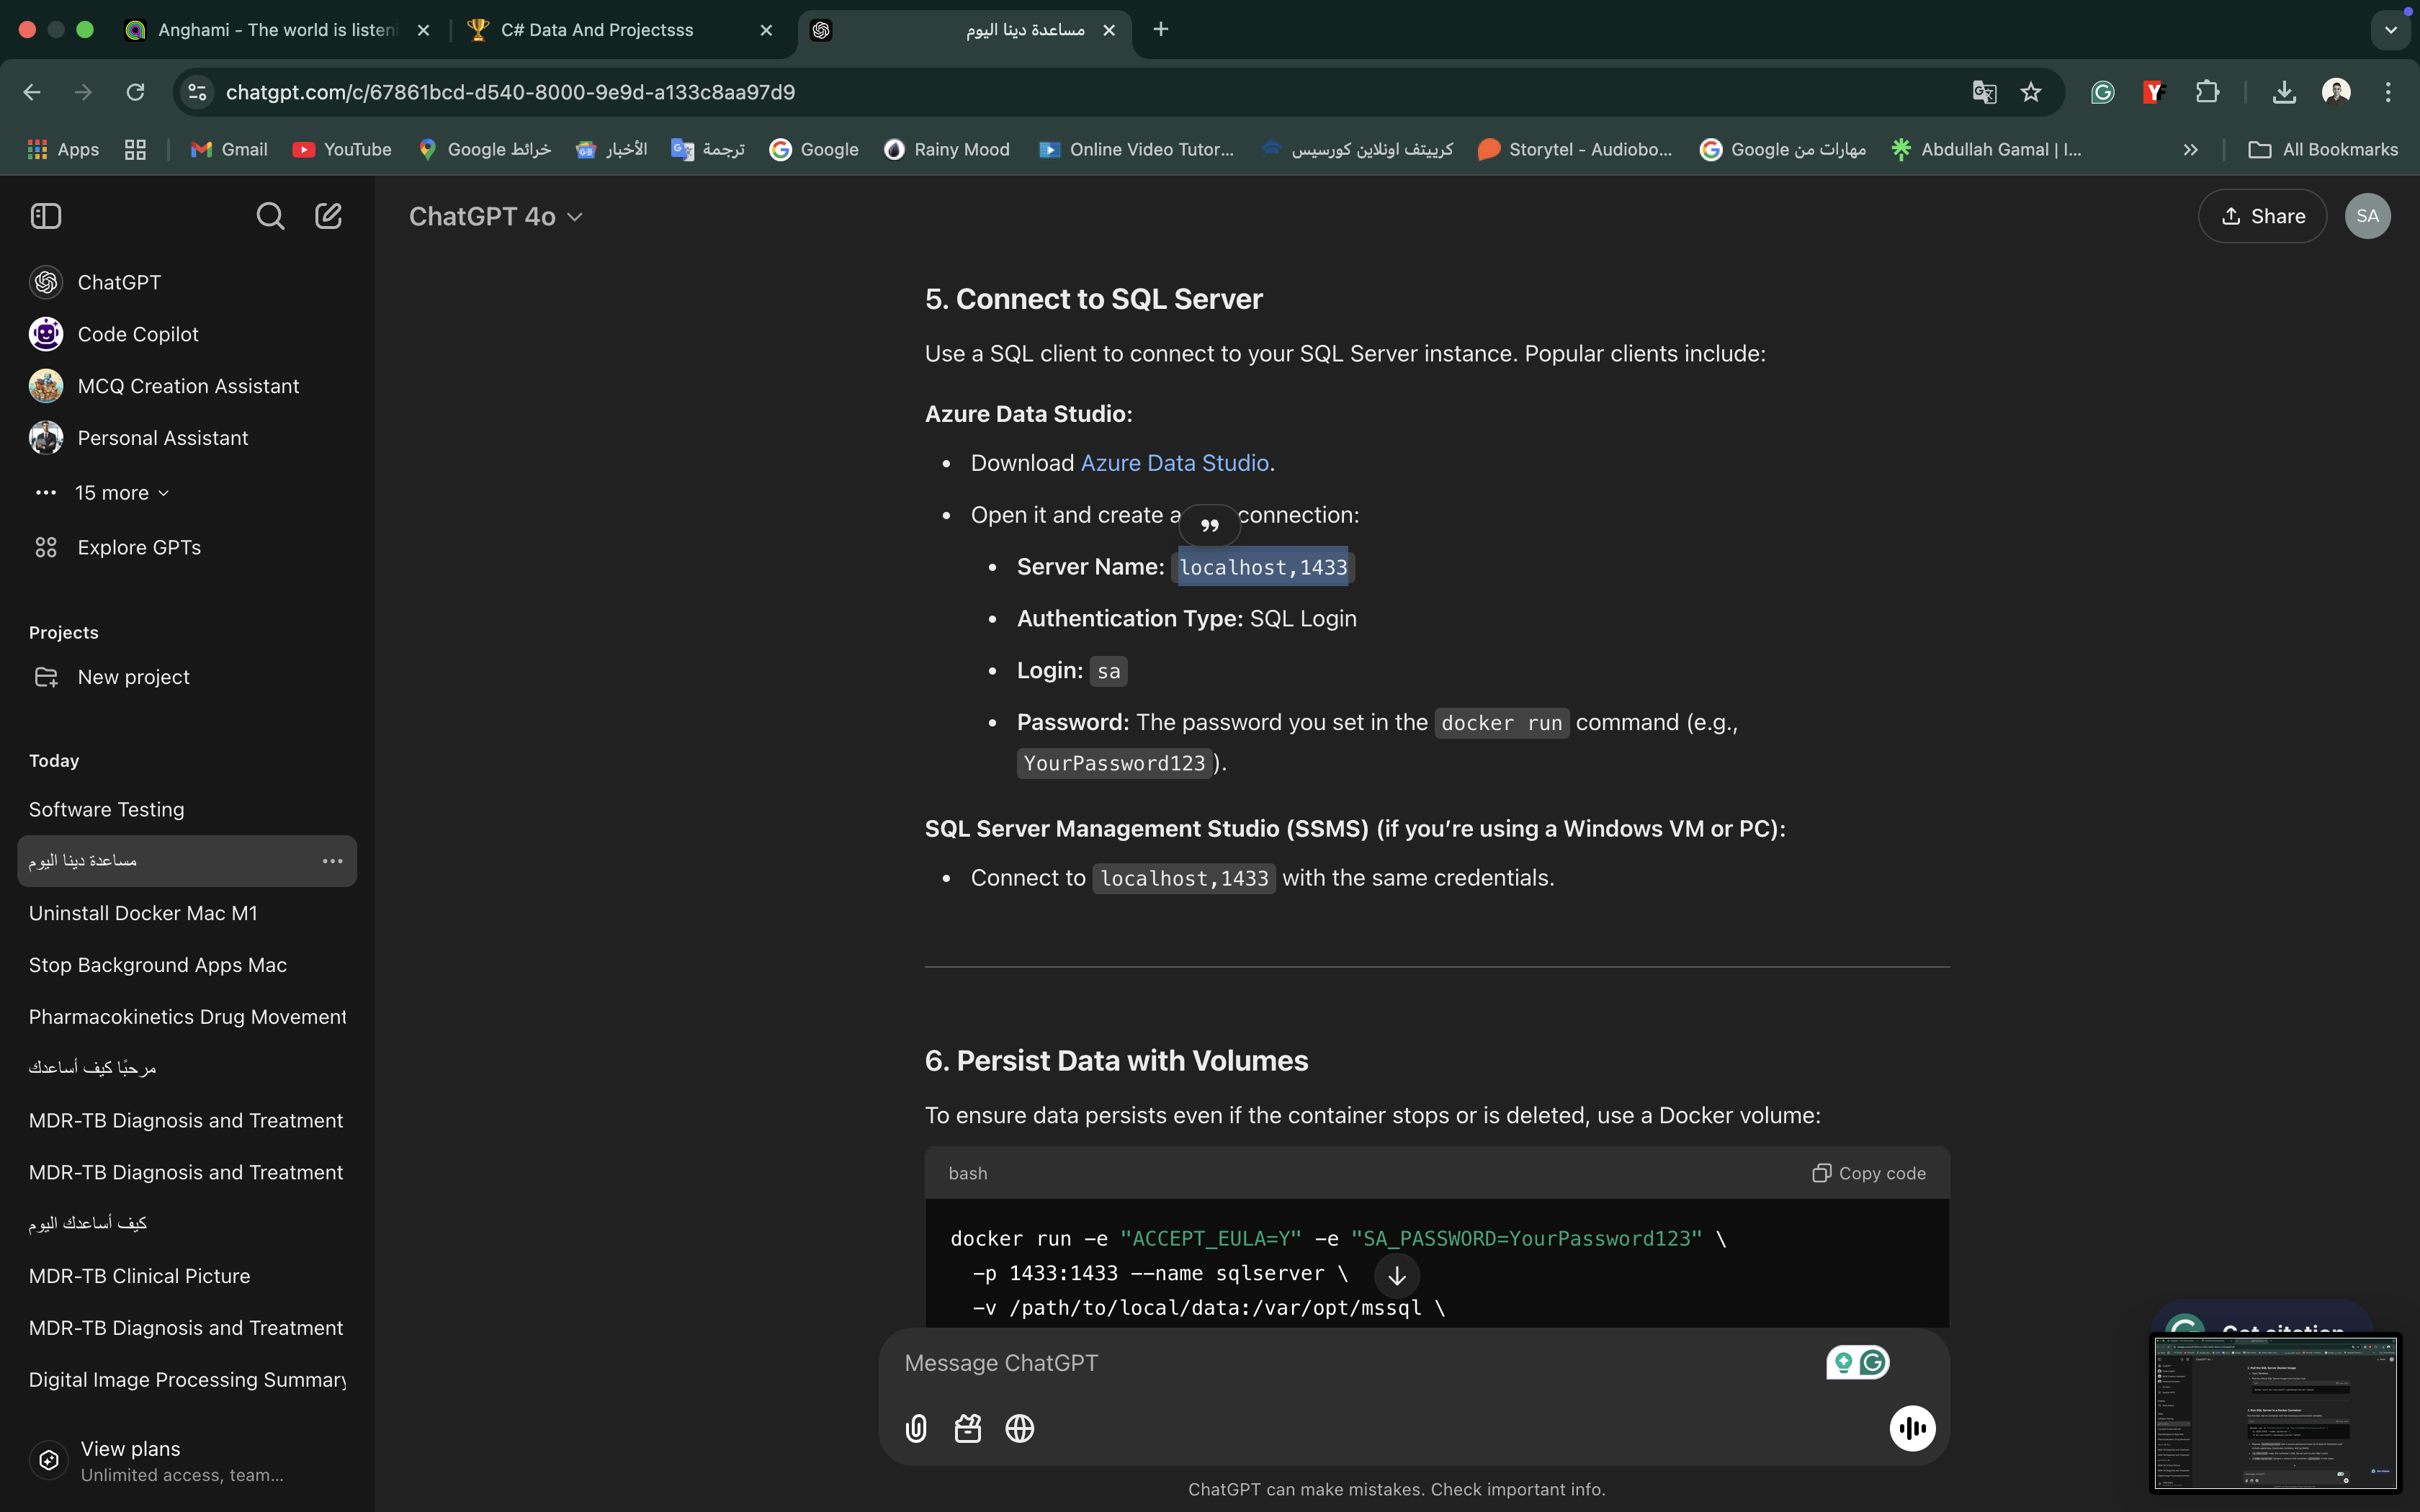 Anghami - The world is listeni
C# Data And Projectsss
مساعدة دينا اليوم
chatgpt.com/c/67861bcd-d540-8000-9e9d-a133c8aa97d9
Apps
Gmail
YouTube
خرائط Google
الأخبار
ترجمة
Google
Rainy Mood
Online Video Tutor...
كرييتف اونلاين كورسيس
Storytel - Audiobo...
مهارات من Google
Abdullah Gamal | I...
All Bookmarks
ChatGPT 4o
Share
SA
ChatGPT
Code Copilot
MCQ Creation Assistant
Personal Assistant
15 more
Explore GPTs
Projects
New project
Today
Software Testing
مساعدة دينا اليوم
Uninstall Docker Mac M1
Stop Background Apps Mac
Pharmacokinetics Drug Movement
مرحبًا كيف أساعدك
MDR-TB Diagnosis and Treatment
MDR-TB Diagnosis and Treatment
كيف أساعدك اليوم
MDR-TB Clinical Picture
MDR-TB Diagnosis and Treatment
Digital Image Processing Summary
View plans
Unlimited access, team...
5. Connect to SQL Server
Use a SQL client to connect to your SQL Server instance. Popular clients include:
Azure Data Studio:
Download Azure Data Studio.
Open it and create a connection:
Server Name: localhost,1433
Authentication Type: SQL Login
Login: sa
Password: The password you set in the docker run command (e.g.,
YourPassword123).
SQL Server Management Studio (SSMS) (if you’re using a Windows VM or PC):
Connect to localhost,1433 with the same credentials.
6. Persist Data with Volumes
To ensure data persists even if the container stops or is deleted, use a Docker volume:
bash
Copy code
docker run -e "ACCEPT_EULA=Y" -e "SA_PASSWORD=YourPassword123" \
-p 1433:1433 --name sqlserver \
-v /path/to/local/data:/var/opt/mssql \
Get citation
Message ChatGPT
ChatGPT can make mistakes. Check important info.